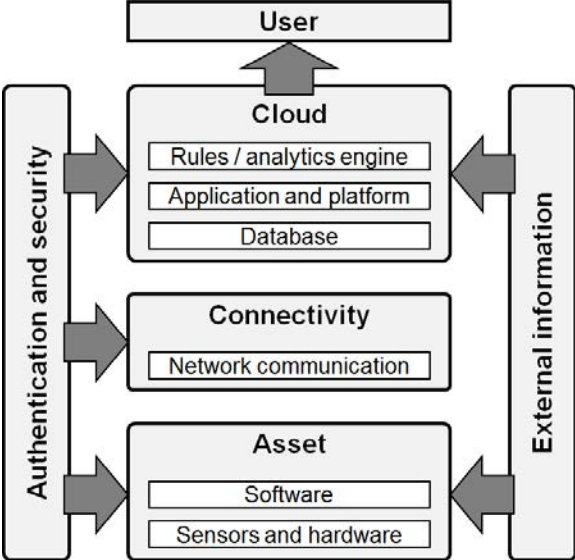 User
Cloud
Rules / analytics engine
Application and platform
Database
Connectivity
Network communication
Asset
Software
Sensors and hardware
Authentication and security
External information